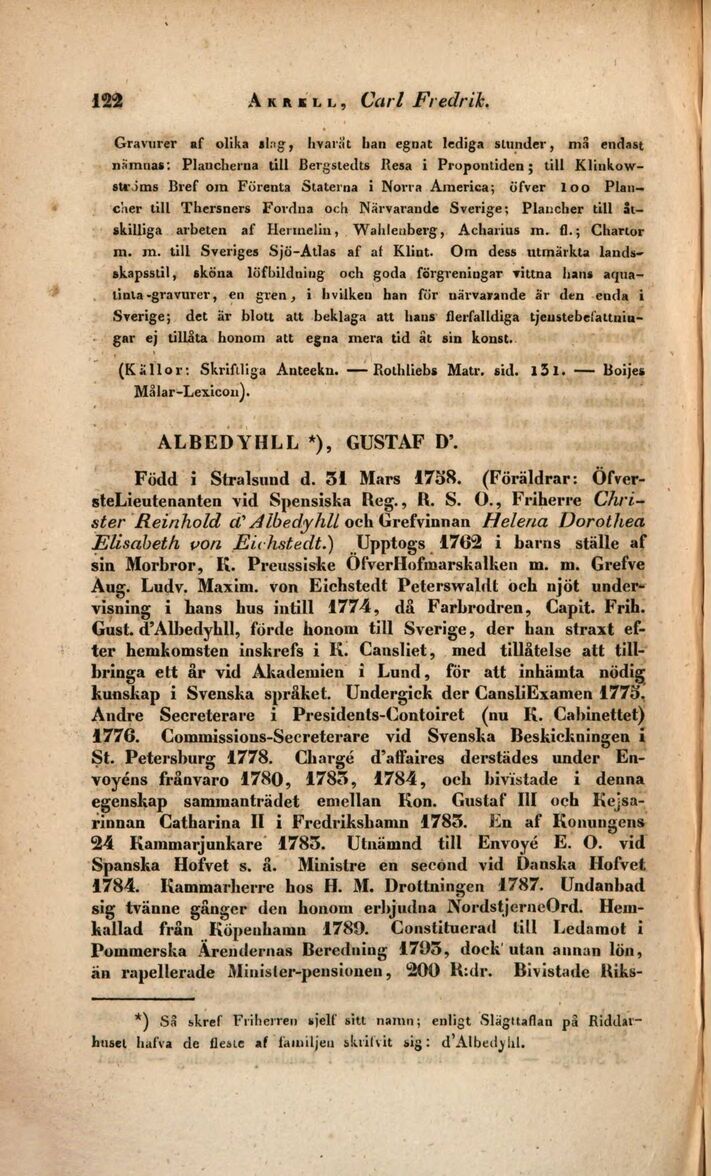 122 AKRELL, Carl Fredrik.
Gravurer af olika slag, hvaråt han egnat lediga stunder, må endast
nämnas: Plancherna till Bergstedts Resa i Propontiden; till Klinkow-
ströms Bref om Förenta Staterna i Norra America; öfver 100 Plan-
cher till Thersners Fordna och Närvarande Sverige; Plancher till åt-
skilliga arbeten af Hermelin, Wahlenberg, Acharius m. fl.; Chartor
m. m. till Sveriges Sjö-Atlas af af Klint. Om dess utmärkta lands-
skapsstil, sköna löfbildning och goda förgreningar vittna hans aqua-
tinta-gravurer, en gren, i hvilken han för närvarande är den enda i
Sverige; det är blott att beklaga att hans flerfalldiga tjenstebefattnin-
gar ej tillåta honom att egna mera tid åt sin konst.
(Källor: Skriftliga Anteckn. — Rothliebs Matr. sid. 131. — Boijes
Målar-Lexicon).
ALBEDYHLL *), GUSTAF D'.
Född i Stralsund d. 31 Mars 1758. (Föräldrar: Öfver-
steLieutenanten vid Spensiska Reg., R. S. O., Friherre Chri-
ster Reinhold d'Albedyhll och Grefvinnan Helena Dorothea
Elisabeth von Eichstedt.) Upptogs 1762 i barns ställe af
sin Morbror, K. Preussiske ÖfverHofmarskalken m. m. Grefve
Aug. Ludv. Maxim. von Eichstedt Peterswaldt och njöt under-
visning i hans hus intill 1774, då Farbrodren, Capit. Frih.
Gust. d'Albedyhll, förde honom till Sverige, der han straxt ef-
ter hemkomsten inskrefs i K. Cansliet, med tillåtelse att till-
bringa ett år vid Akademien i Lund, för att inhämta nödig
kunskap i Svenska språket. Undergick der CansliExamen 1775.
Andre Secreterare i Presidents-Contoiret (nu K. Cabinettet)
1776. Commissions-Secreterare vid Svenska Beskickningen i
St. Petersburg 1778. Chargé d'affaires derstädes under En-
voyéns frånvaro 1780, 1783, 1784, och bivistade i denna
egenskap sammanträdet emellan Kon. Gustaf III och Kejsa-
rinnan Catharina II i Fredrikshamn 1783. En af Konungens
24 Kammarjunkare 1783. Utnämnd till Envoyé E. O. vid
Spanska Hofvet s. å. Ministre en second vid Danska Hofvet
1784. Kammarherre hos H. M. Drottningen 1787. Undanbad
sig tvänne gånger den honom erbjudna NordstjerneOrd. Hem-
kallad från Köpenhamn 1789. Constituerad till Ledamot i
Pommerska Ärendernas Beredning 1793, dock utan annan lön,
än rapellerade Minister-pensionen, 200 R:dr. Bivistade Riks-
*) Så skref Friherren sjelf sitt namn; enligt Slägttaflan på Riddar-
huset hafva de fleste af familjen skrifvit sig: d'Albedyhl.